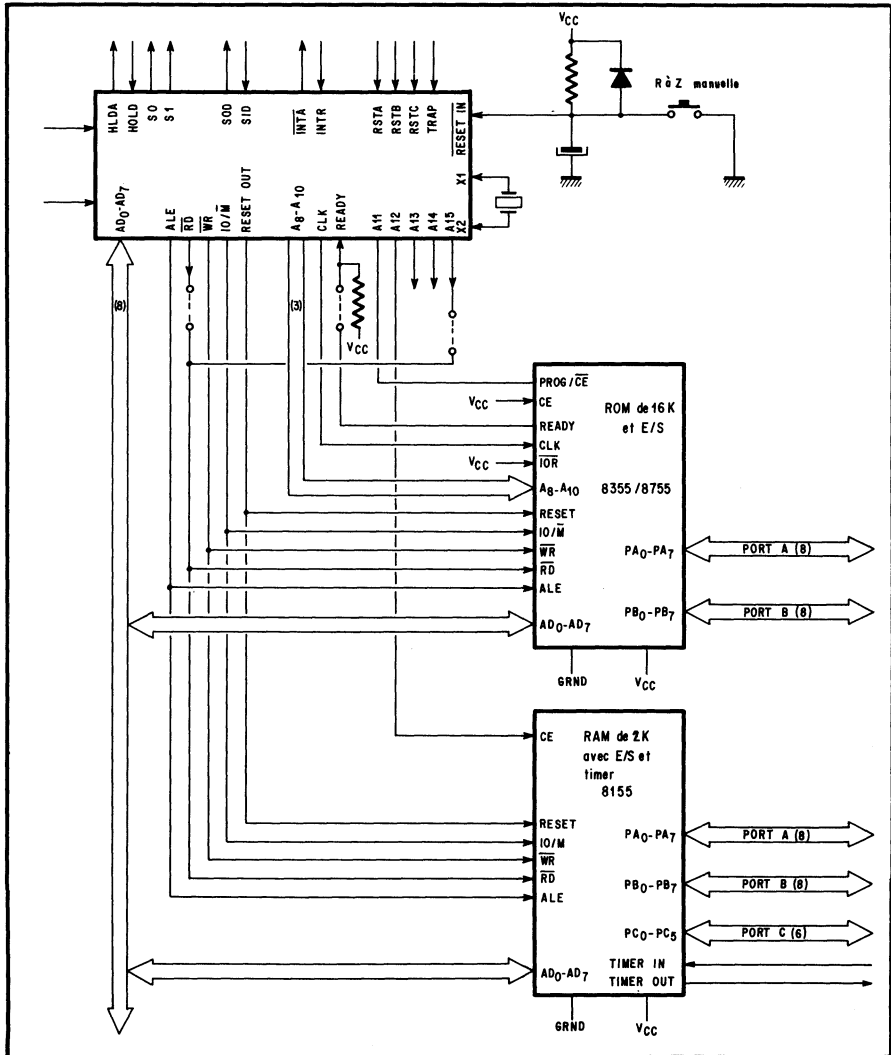 VCC
R à Z manuelle
HLDA
HOLD
SO
S1
SOD
SID
INTA
INTR
RSTA
RSTB
RSTC
TRAP
RESET IN
X1
X2
AD0-AD7
ALE
RD
WR
IO/M
RESET OUT
A8-A10
CLK
READY
A11
A12
A13
A14
A15
(8)
(3)
VCC
PROG/CE
VCC
CE
ROM de 16K
et E/S
READY
CLK
VCC
IOR
A8-A10
8355/8755
RESET
IO/M
WR
PA0-PA7
PORT A (8)
RD
ALE
PB0-PB7
PORT B (8)
AD0-AD7
GRND
VCC
CE
RAM de 2K
avec E/S et
timer
8155
RESET
IO/M
PA0-PA7
PORT A (8)
WR
RD
PB0-PB7
PORT B (8)
ALE
PC0-PC5
PORT C (6)
TIMER IN
AD0-AD7
TIMER OUT
GRND
VCC